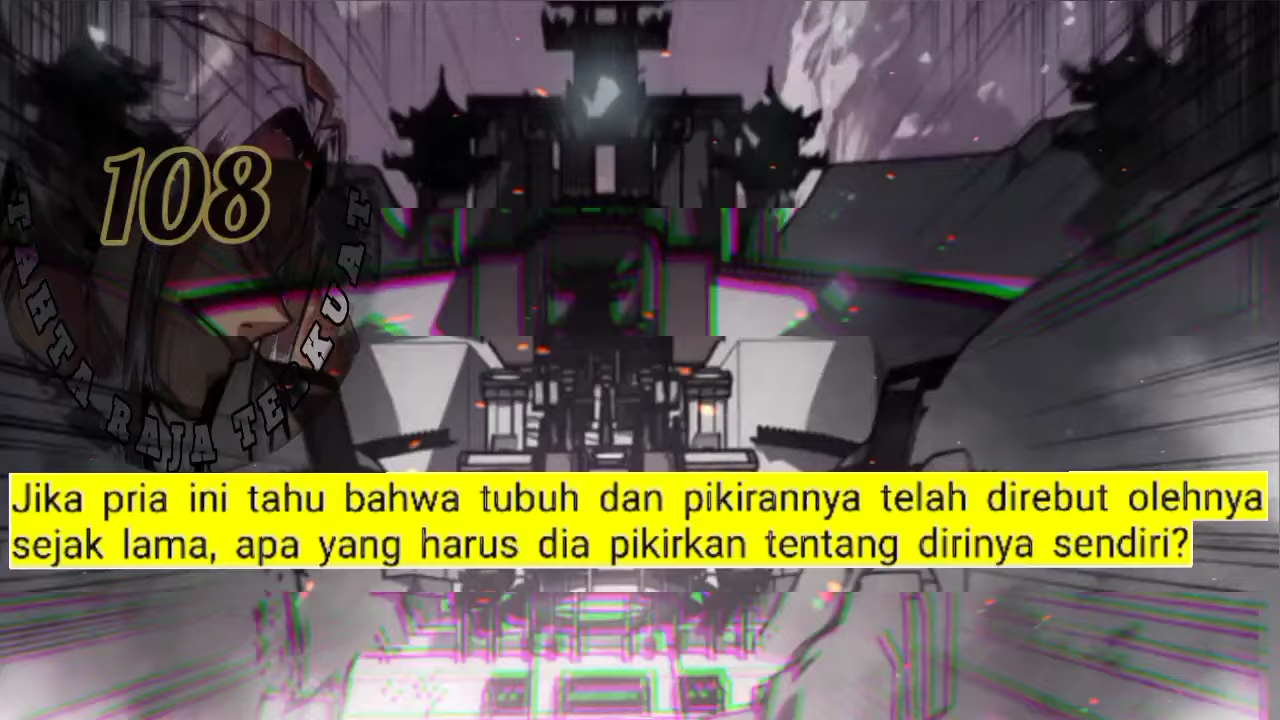 108
TAHTA RAJA TERKUAT
Jika pria ini tahu bahwa tubuh dan pikirannya telah direbut olehnya
sejak lama, apa yang harus dia pikirkan tentang dirinya sendiri?